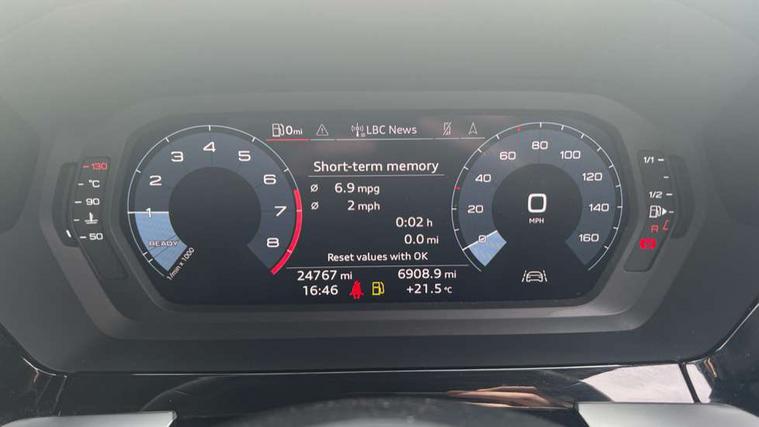 0mi LBC News
Short-term memory
Ø 6.9 mpg
Ø 2 mph
0:02 h
0.0 mi
Reset values with OK
24767 mi 6908.9 mi
16:46 +21.5 °C
1 2 3 4 5 6 7 8
READY
1/min x 1000
0 20 40 60 80 100 120 140 160
0
MPH
130
°C
90
50
1/1
1/2
R